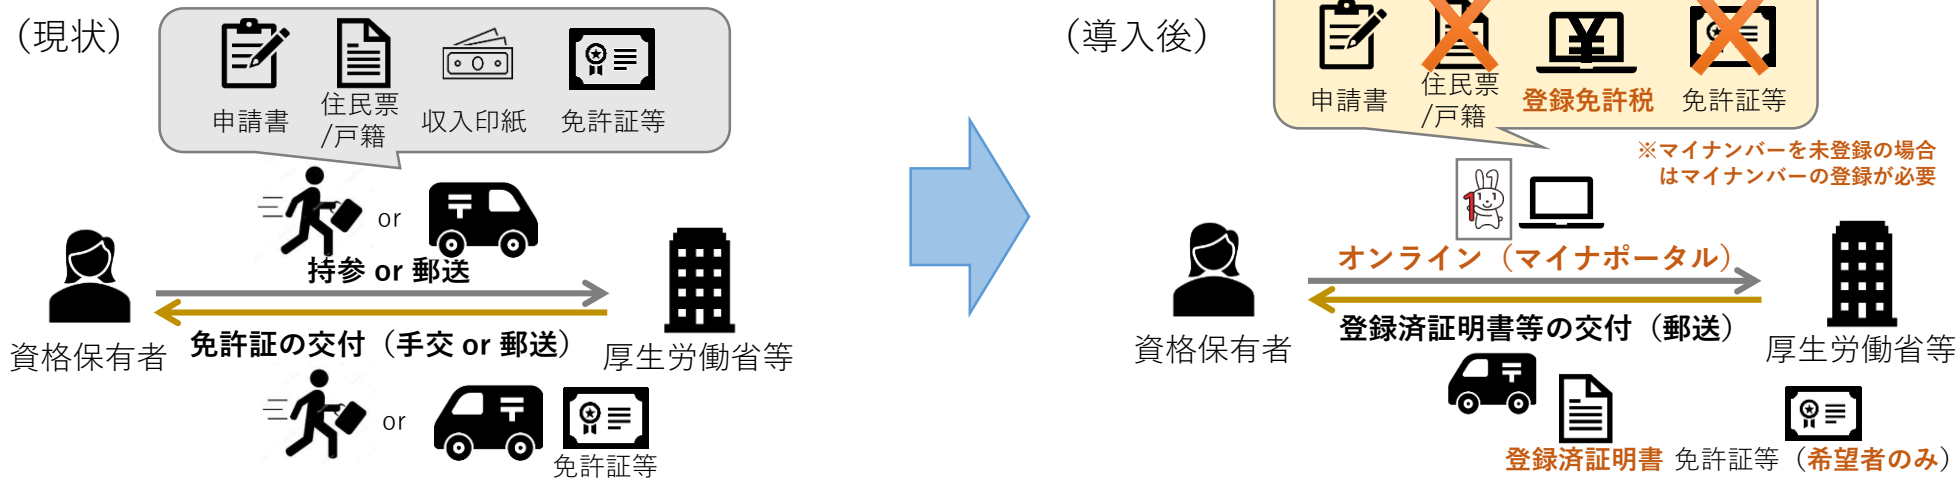 （現状）
申請書
住民票
/戸籍
収入印紙
免許証等
or
持参 or 郵送
免許証の交付（手交 or 郵送）
資格保有者
厚生労働省等
or
免許証等
（導入後）
申請書
住民票
/戸籍
登録免許税
免許証等
※マイナンバーを未登録の場合
はマイナンバーの登録が必要
オンライン（マイナポータル）
登録済証明書等の交付（郵送）
資格保有者
厚生労働省等
登録済証明書 免許証等（希望者のみ）